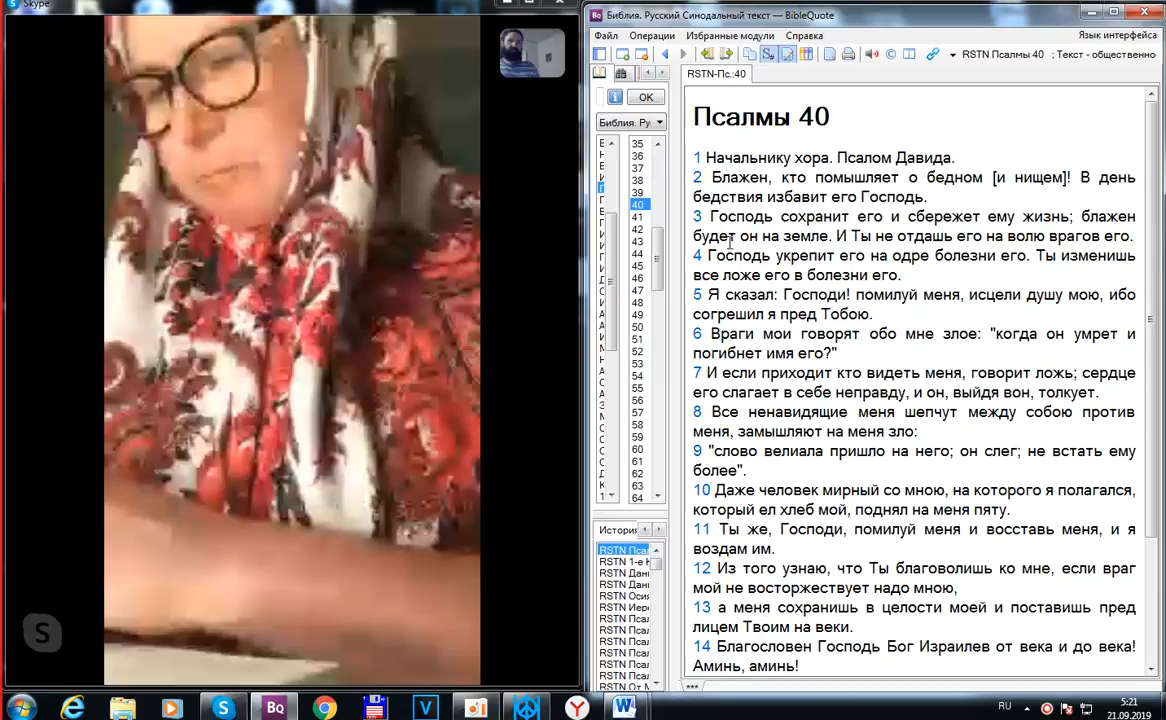 Skype
Библия. Русский Синодальный текст — BibleQuote
Файл Операции Избранные модули Справка Язык интерфейса
RSTN Псалмы 40 ; Текст - общественно
RSTN-Пс.:40
OK
Библия. Ру
35
36
37
38
39
40
41
42
43
44
45
46
47
48
49
50
51
52
53
54
55
56
57
58
59
60
61
62
63
64
Псалмы 40
1 Начальнику хора. Псалом Давида.
2 Блажен, кто помышляет о бедном [и нищем]! В день
бедствия избавит его Господь.
3 Господь сохранит его и сбережет ему жизнь; блажен
будет он на земле. И Ты не отдашь его на волю врагов его.
4 Господь укрепит его на одре болезни его. Ты изменишь
все ложе его в болезни его.
5 Я сказал: Господи! помилуй меня, исцели душу мою, ибо
согрешил я пред Тобою.
6 Враги мои говорят обо мне злое: "когда он умрет и
погибнет имя его?"
7 И если приходит кто видеть меня, говорит ложь; сердце
его слагает в себе неправду, и он, выйдя вон, толкует.
8 Все ненавидящие меня шепчут между собою против
меня, замышляют на меня зло:
9 "слово велиала пришло на него; он слег; не встать ему
более".
10 Даже человек мирный со мною, на которого я полагался,
который ел хлеб мой, поднял на меня пяту.
11 Ты же, Господи, помилуй меня и восставь меня, и я
воздам им.
12 Из того узнаю, что Ты благоволишь ко мне, если враг
мой не восторжествует надо мною,
13 а меня сохранишь в целости моей и поставишь пред
лицем Твоим на веки.
14 Благословен Господь Бог Израилев от века и до века!
Аминь, аминь!
История
RSTN Псал
RSTN 1-е К
RSTN Дан
RSTN Дан
RSTN Осия
RSTN Иере
RSTN Псал
RSTN Псал
RSTN Псал
RSTN Псал
RSTN Псал
RSTN От М
RU
5:21
21.09.2019